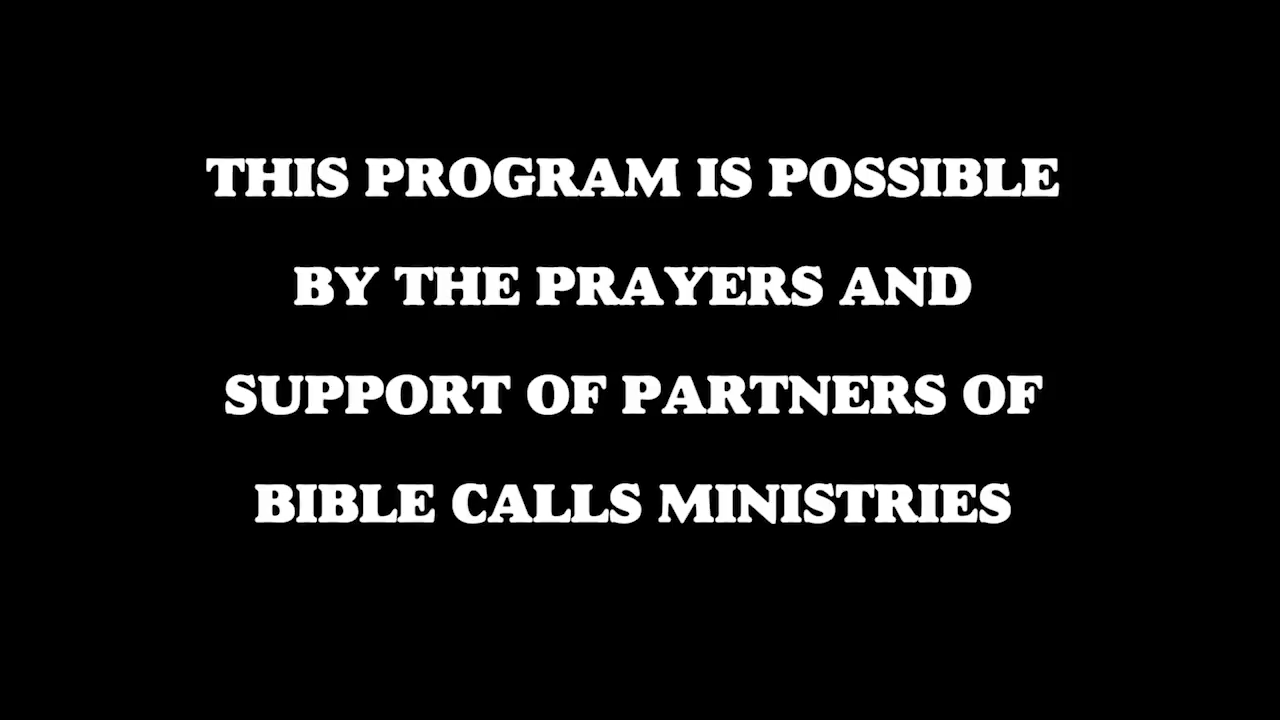 THIS PROGRAM IS POSSIBLE
BY THE PRAYERS AND
SUPPORT OF PARTNERS OF
BIBLE CALLS MINISTRIES